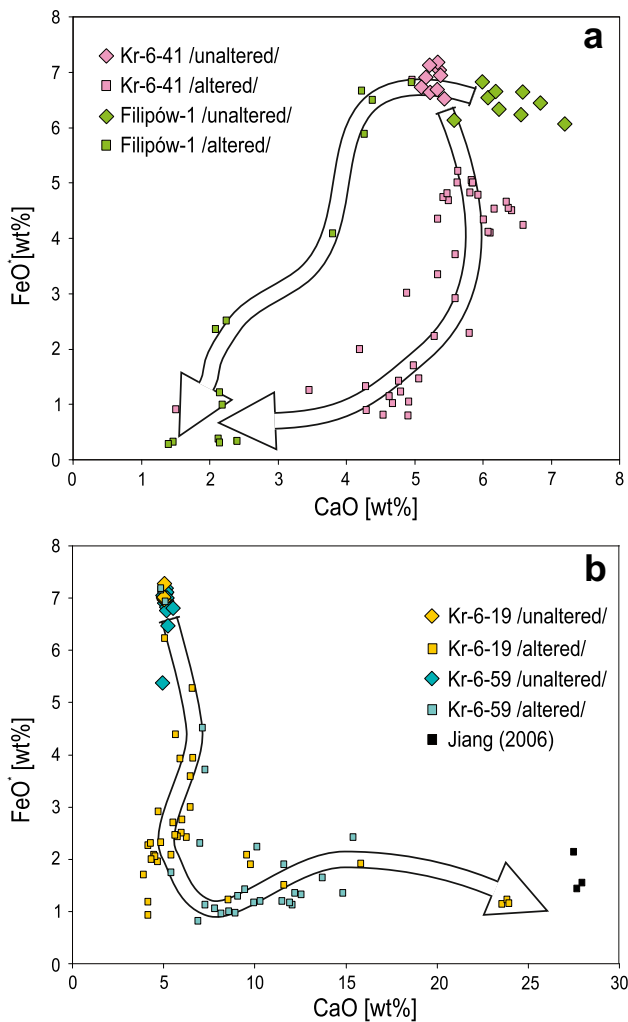 a
8
7
6
5
4
3
2
1
0
FeO* [wt%]
Kr-6-41 /unaltered/
Kr-6-41 /altered/
Filipów-1 /unaltered/
Filipów-1 /altered/
0 1 2 3 4 5 6 7 8
CaO [wt%]
b
8
7
6
5
4
3
2
1
0
FeO* [wt%]
Kr-6-19 /unaltered/
Kr-6-19 /altered/
Kr-6-59 /unaltered/
Kr-6-59 /altered/
Jiang (2006)
0 5 10 15 20 25 30
CaO [wt%]